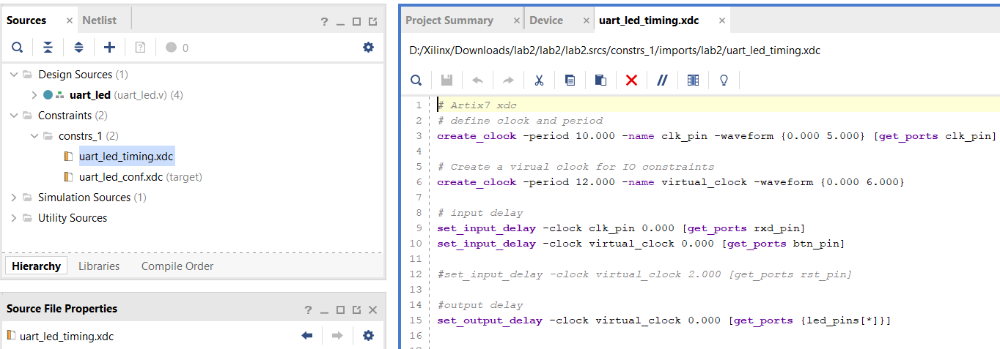 Sources
Netlist
0
Design Sources (1)
uart_led (uart_led.v) (4)
Constraints (2)
constrs_1 (2)
uart_led_timing.xdc
uart_led_conf.xdc (target)
Simulation Sources (1)
Utility Sources
Hierarchy Libraries Compile Order
Source File Properties
uart_led_timing.xdc
Project Summary
Device
uart_led_timing.xdc
D:/Xilinx/Downloads/lab2/lab2/lab2.srcs/constrs_1/imports/lab2/uart_led_timing.xdc
1 # Artix7 xdc
2 # define clock and period
3 create_clock -period 10.000 -name clk_pin -waveform {0.000 5.000} [get_ports clk_pin]
4
5 # Create a virual clock for IO constraints
6 create_clock -period 12.000 -name virtual_clock -waveform {0.000 6.000}
7
8 # input delay
9 set_input_delay -clock clk_pin 0.000 [get_ports rxd_pin]
10 set_input_delay -clock virtual_clock 0.000 [get_ports btn_pin]
11
12 #set_input_delay -clock virtual_clock 2.000 [get_ports rst_pin]
13
14 #output delay
15 set_output_delay -clock virtual_clock 0.000 [get_ports {led_pins[*]}]
16